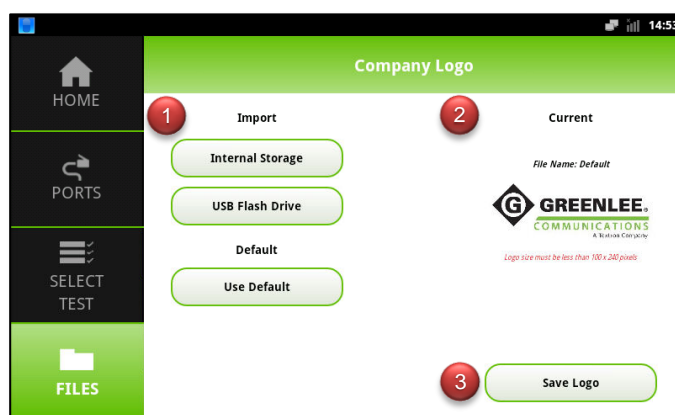 14:53
Company Logo
HOME
PORTS
SELECT
TEST
FILES
1
Import
Internal Storage
USB Flash Drive
Default
Use Default
2
Current
File Name: Default
G GREENLEE®
COMMUNICATIONS
A Textron Company
Logo size must be less than 100 x 240 pixels
3
Save Logo